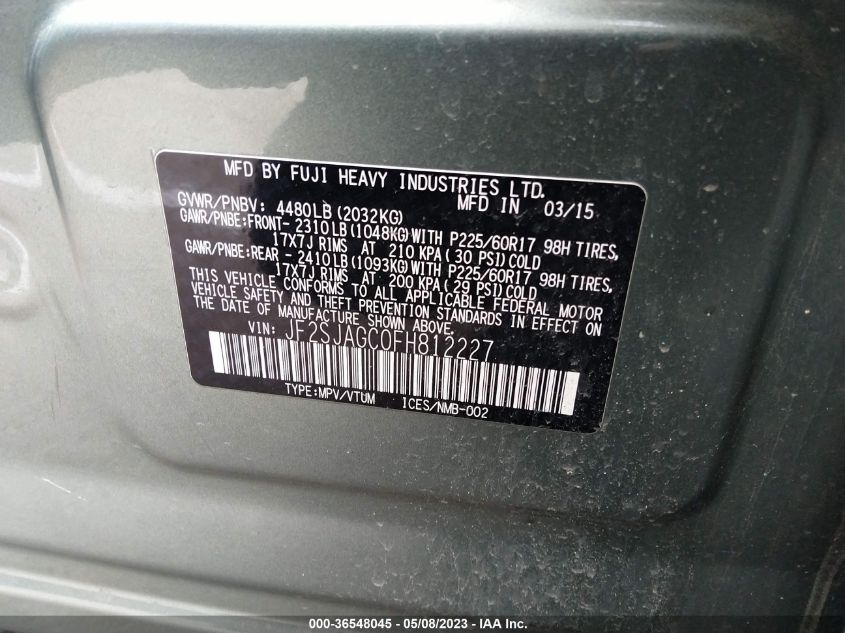 MFD BY FUJI HEAVY INDUSTRIES LTD.
GVWR/PNBV: 4480LB (2032KG) MFD IN 03/15
GAWR/PNBE:FRONT- 2310LB (1048KG) WITH P225/60R17 98H TIRES,
17X7J RIMS AT 210 KPA ( 30 PSI) COLD
GAWR/PNBE:REAR - 2410LB (1093KG) WITH P225/60R17 98H TIRES,
17X7J RIMS AT 200 KPA ( 29 PSI) COLD
THIS VEHICLE CONFORMS TO ALL APPLICABLE FEDERAL MOTOR
VEHICLE SAFETY AND THEFT PREVENTION STANDARDS IN EFFECT ON
THE DATE OF MANUFACTURE SHOWN ABOVE.
VIN: JF2SJAGC0FH812227
TYPE:MPV/VTUM ICES/NMB-002
000-36548045 - 05/08/2023 - IAA Inc.